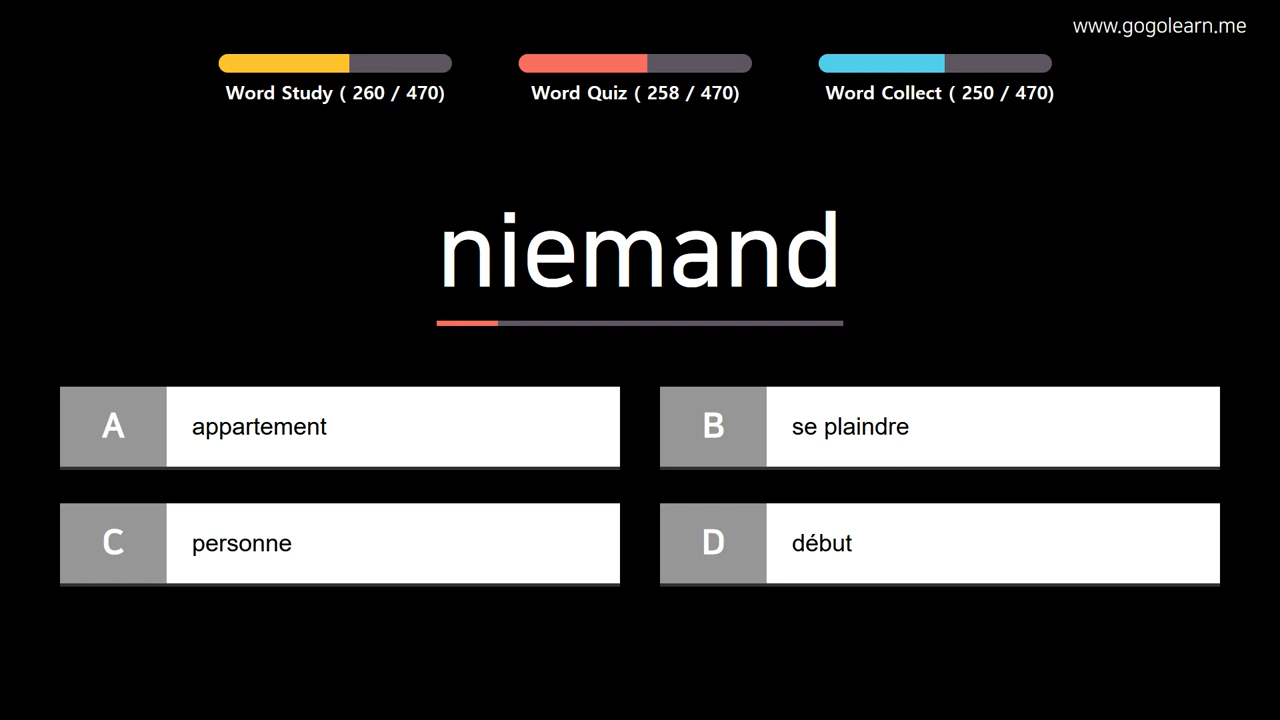 www.gogolearn.me
Word Study ( 260 / 470)
Word Quiz ( 258 / 470)
Word Collect ( 250 / 470)
niemand
A appartement
B se plaindre
C personne
D début